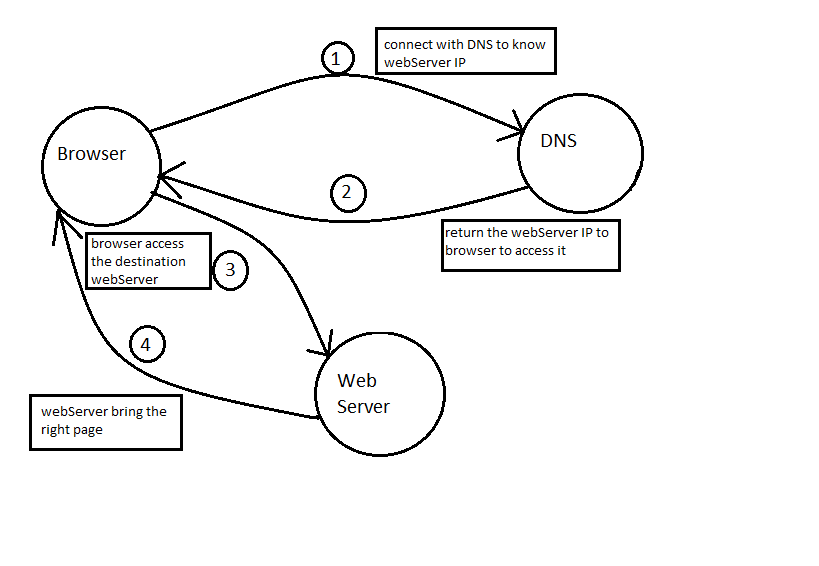 1
connect with DNS to know
webServer IP
Browser
DNS
2
return the webServer IP to
browser to access it
browser access
the destination
webServer
3
4
Web
Server
webServer bring the
right page